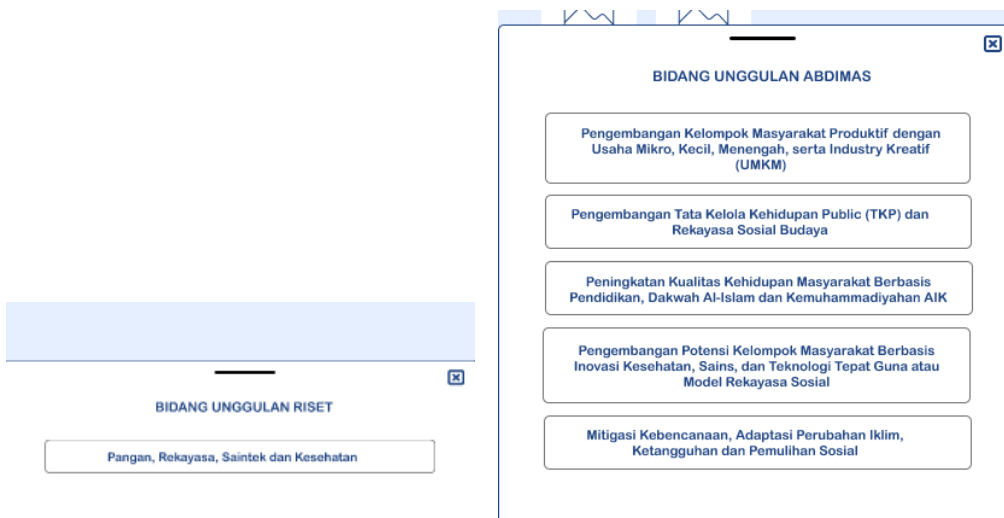 BIDANG UNGGULAN RISET
Pangan, Rekayasa, Saintek dan Kesehatan
BIDANG UNGGULAN ABDIMAS
Pengembangan Kelompok Masyarakat Produktif dengan
Usaha Mikro, Kecil, Menengah, serta Industry Kreatif
(UMKM)
Pengembangan Tata Kelola Kehidupan Public (TKP) dan
Rekayasa Sosial Budaya
Peningkatan Kualitas Kehidupan Masyarakat Berbasis
Pendidikan, Dakwah Al-Islam dan Kemuhammadiyahan AIK
Pengembangan Potensi Kelompok Masyarakat Berbasis
Inovasi Kesehatan, Sains, dan Teknologi Tepat Guna atau
Model Rekayasa Sosial
Mitigasi Kebencanaan, Adaptasi Perubahan Iklim,
Ketangguhan dan Pemulihan Sosial